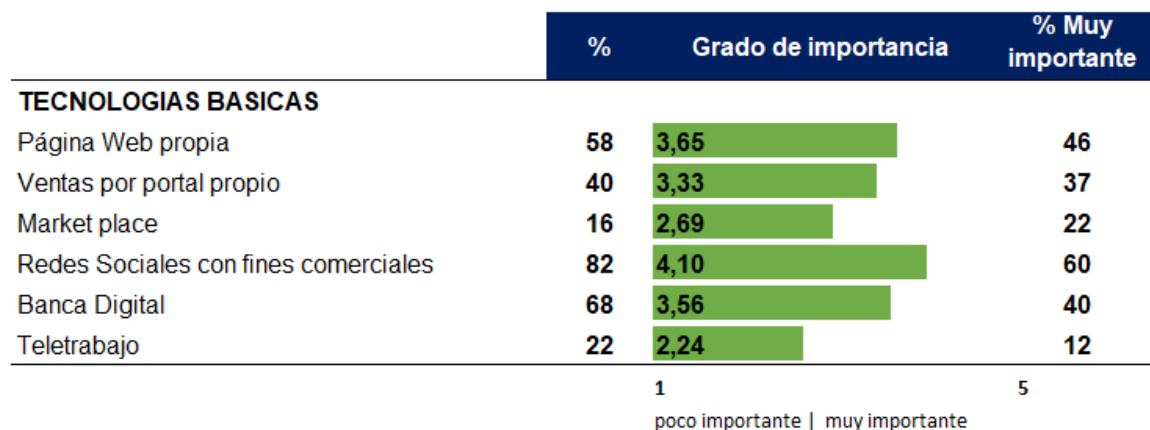 % Grado de importancia % Muy importante
TECNOLOGIAS BASICAS
Página Web propia 58 3,65 46
Ventas por portal propio 40 3,33 37
Market place 16 2,69 22
Redes Sociales con fines comerciales 82 4,10 60
Banca Digital 68 3,56 40
Teletrabajo 22 2,24 12
1 5
poco importante | muy importante